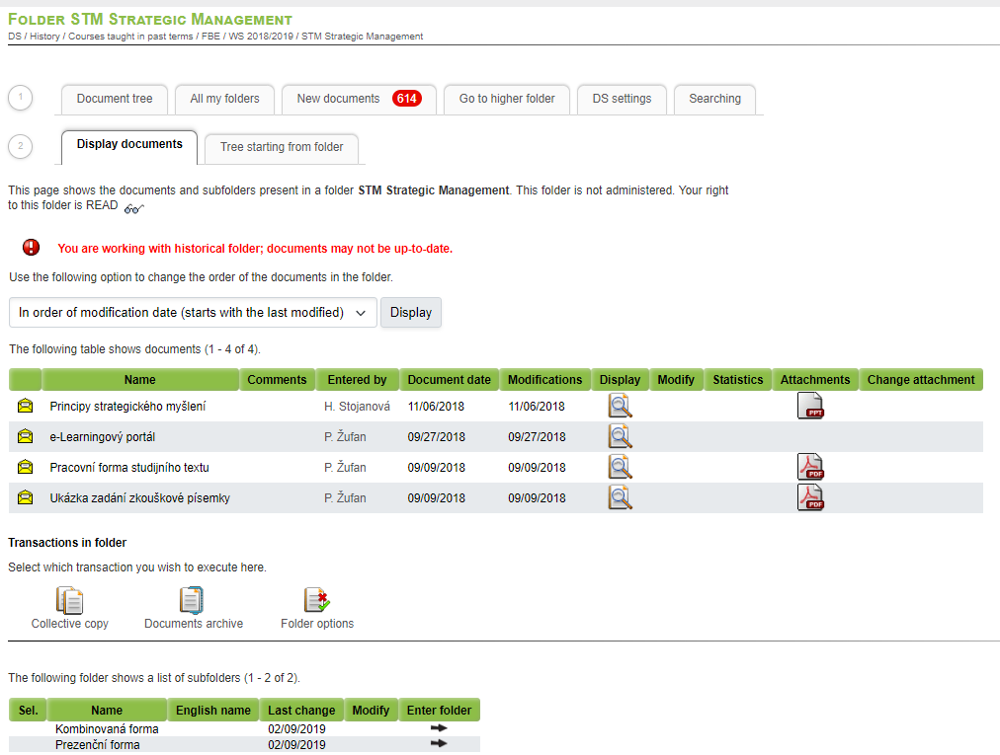 Folder STM Strategic Management
DS / History / Courses taught in past terms / FBE / WS 2018/2019 / STM Strategic Management
1 Document tree All my folders New documents 614 Go to higher folder DS settings Searching
2 Display documents Tree starting from folder
This page shows the documents and subfolders present in a folder STM Strategic Management. This folder is not administered. Your right
to this folder is READ
You are working with historical folder; documents may not be up-to-date.
Use the following option to change the order of the documents in the folder.
In order of modification date (starts with the last modified) Display
The following table shows documents (1 - 4 of 4).
Name Comments Entered by Document date Modifications Display Modify Statistics Attachments Change attachment
Principy strategického myšlení H. Stojanová 11/06/2018 11/06/2018 PPT
e-Learningový portál P. Žufan 09/27/2018 09/27/2018
Pracovní forma studijního textu P. Žufan 09/09/2018 09/09/2018 PDF
Ukázka zadání zkouškové písemky P. Žufan 09/09/2018 09/09/2018 PDF
Transactions in folder
Select which transaction you wish to execute here.
Collective copy Documents archive Folder options
The following folder shows a list of subfolders (1 - 2 of 2).
Sel. Name English name Last change Modify Enter folder
Kombinovaná forma 02/09/2019
Prezenční forma 02/09/2019